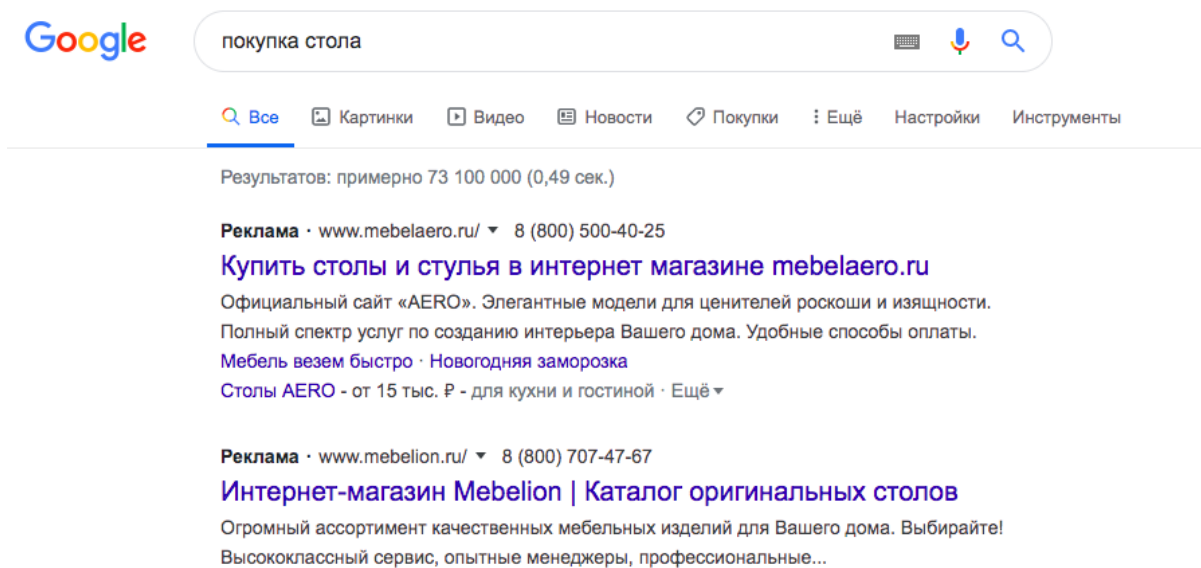 Google
покупка стола
Все Картинки Видео Новости Покупки Ещё Настройки Инструменты
Результатов: примерно 73 100 000 (0,49 сек.)
Реклама · www.mebelaero.ru/ 8 (800) 500-40-25
Купить столы и стулья в интернет магазине mebelaero.ru
Официальный сайт «AERO». Элегантные модели для ценителей роскоши и изящности.
Полный спектр услуг по созданию интерьера Вашего дома. Удобные способы оплаты.
Мебель везем быстро · Новогодняя заморозка
Столы AERO - от 15 тыс. ₽ - для кухни и гостиной · Ещё
Реклама · www.mebelion.ru/ 8 (800) 707-47-67
Интернет-магазин Mebelion | Каталог оригинальных столов
Огромный ассортимент качественных мебельных изделий для Вашего дома. Выбирайте!
Высококлассный сервис, опытные менеджеры, профессиональные...